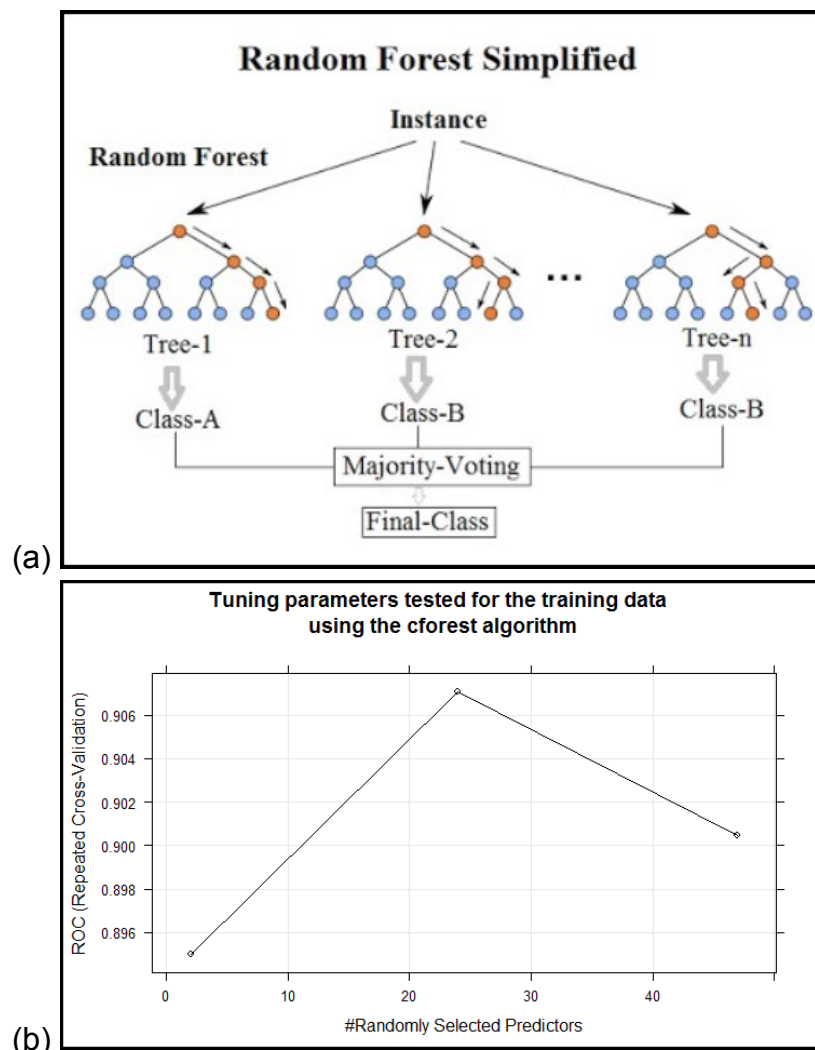 Random Forest Simplified
Instance
Random Forest
...
Tree-1
Tree-2
Tree-n
Class-A
Class-B
Class-B
Majority-Voting
Final-Class
(a)
Tuning parameters tested for the training data
using the cforest algorithm
ROC (Repeated Cross-Validation)
0.906
0.904
0.902
0.900
0.898
0.896
0 10 20 30 40
#Randomly Selected Predictors
(b)